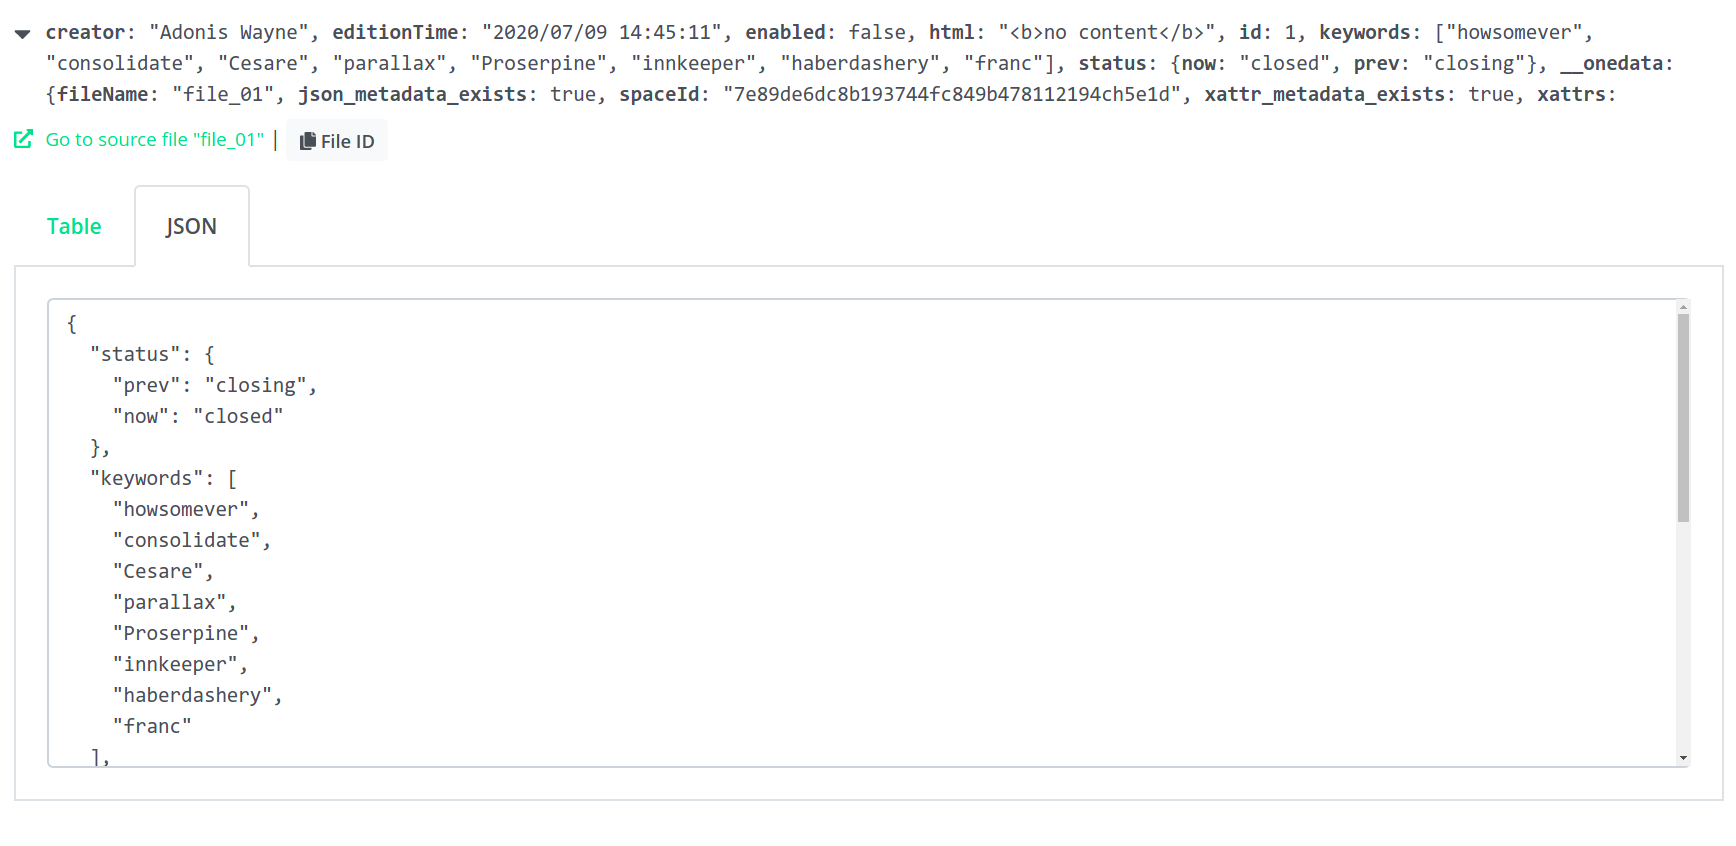 creator: "Adonis Wayne", editionTime: "2020/07/09 14:45:11", enabled: false, html: "<b>no content</b>", id: 1, keywords: ["howsomever",
"consolidate", "Cesare", "parallax", "Proserpine", "innkeeper", "haberdashery", "franc"], status: {now: "closed", prev: "closing"}, __onedata:
{fileName: "file_01", json_metadata_exists: true, spaceId: "7e89de6dc8b193744fc849b478112194ch5e1d", xattr_metadata_exists: true, xattrs:
Go to source file "file_01" | File ID
Table JSON
{
"status": {
"prev": "closing",
"now": "closed"
},
"keywords": [
"howsomever",
"consolidate",
"Cesare",
"parallax",
"Proserpine",
"innkeeper",
"haberdashery",
"franc"
],